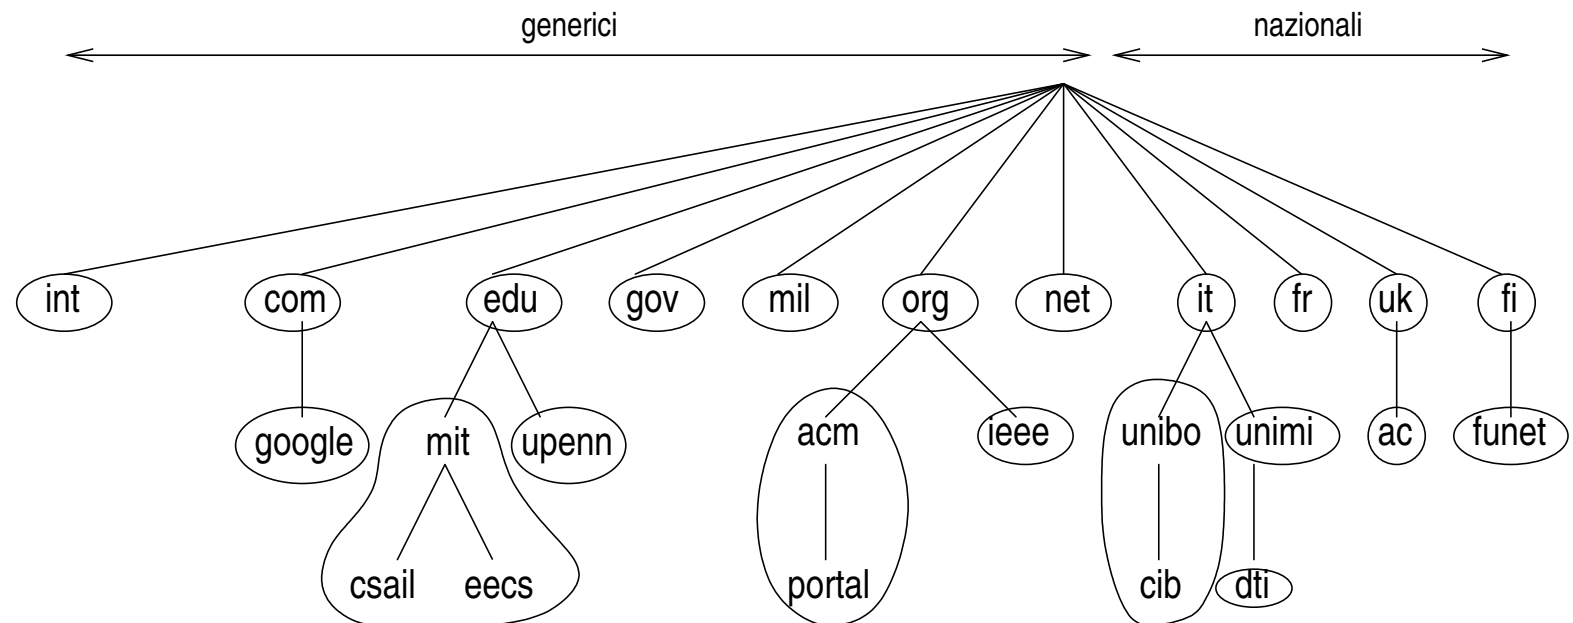 generici nazionali
int com edu gov mil org net it fr uk fi
google mit upenn acm ieee unibo unimi ac funet
csail eecs portal cib dti